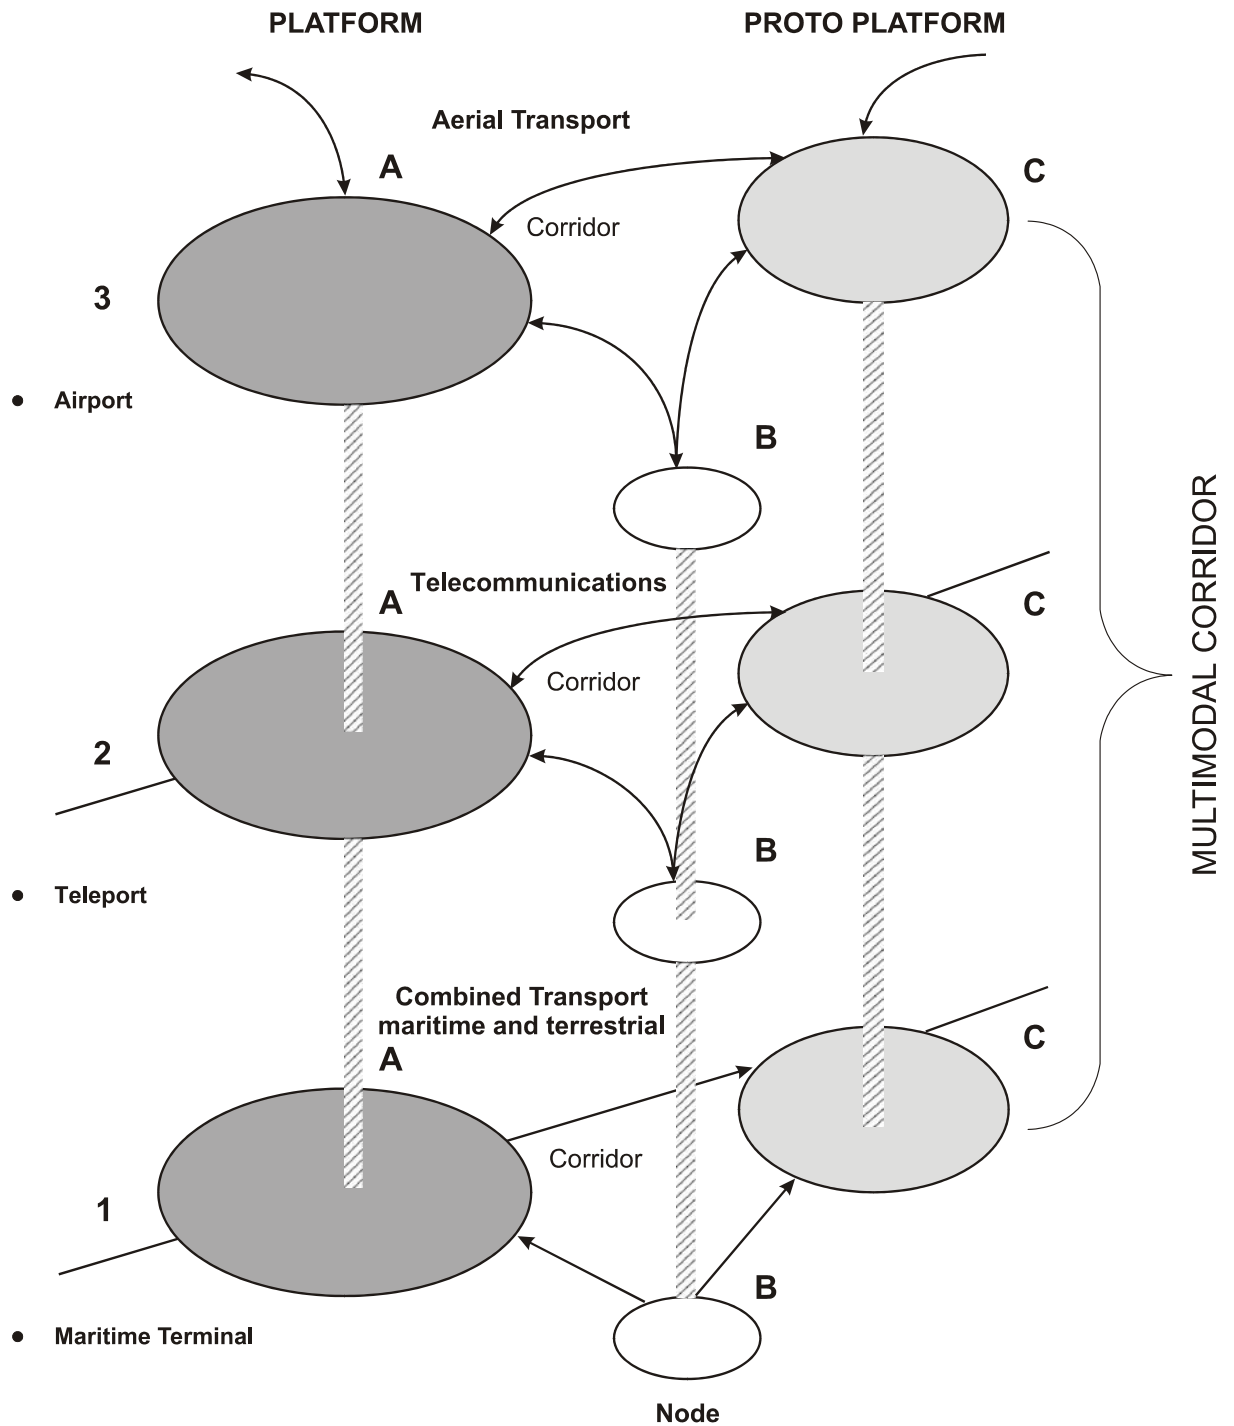 PLATFORM
PROTO PLATFORM
Aerial Transport
A
C
Corridor
3
Airport
B
Telecommunications
A
C
Corridor
2
B
Teleport
Combined Transport
maritime and terrestrial
A
C
Corridor
1
B
Maritime Terminal
Node
MULTIMODAL CORRIDOR